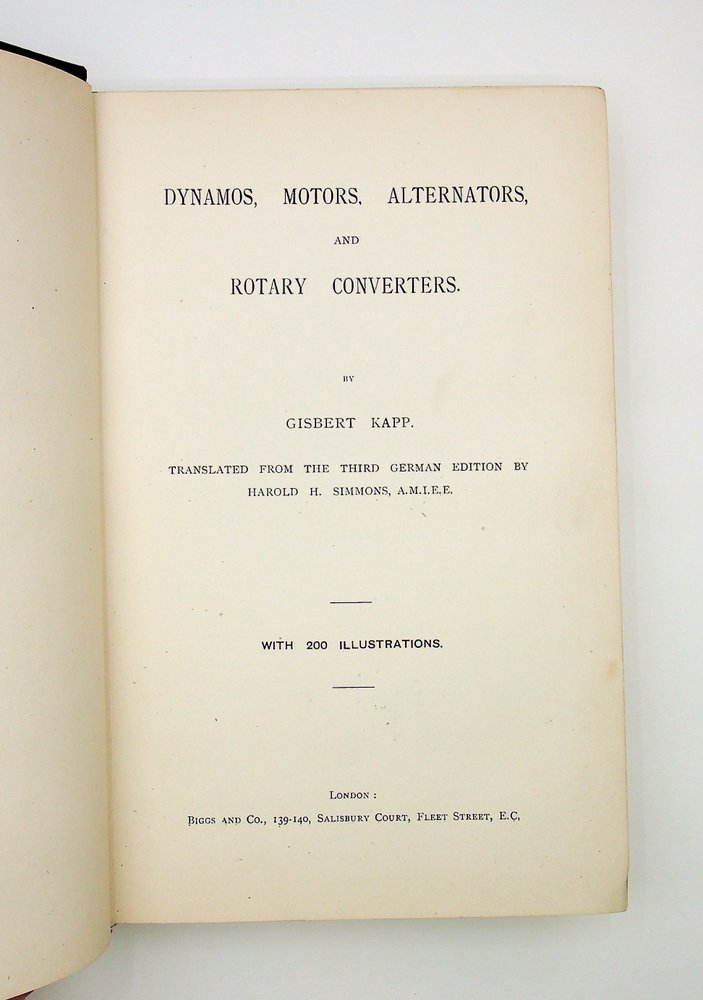 DYNAMOS, MOTORS, ALTERNATORS,
AND
ROTARY CONVERTERS.
BY
GISBERT KAPP.
TRANSLATED FROM THE THIRD GERMAN EDITION BY
HAROLD H. SIMMONS, A.M.I.E.E.
WITH 200 ILLUSTRATIONS.
LONDON:
BIGGS AND CO., 139-140, SALISBURY COURT, FLEET STREET, E.C.